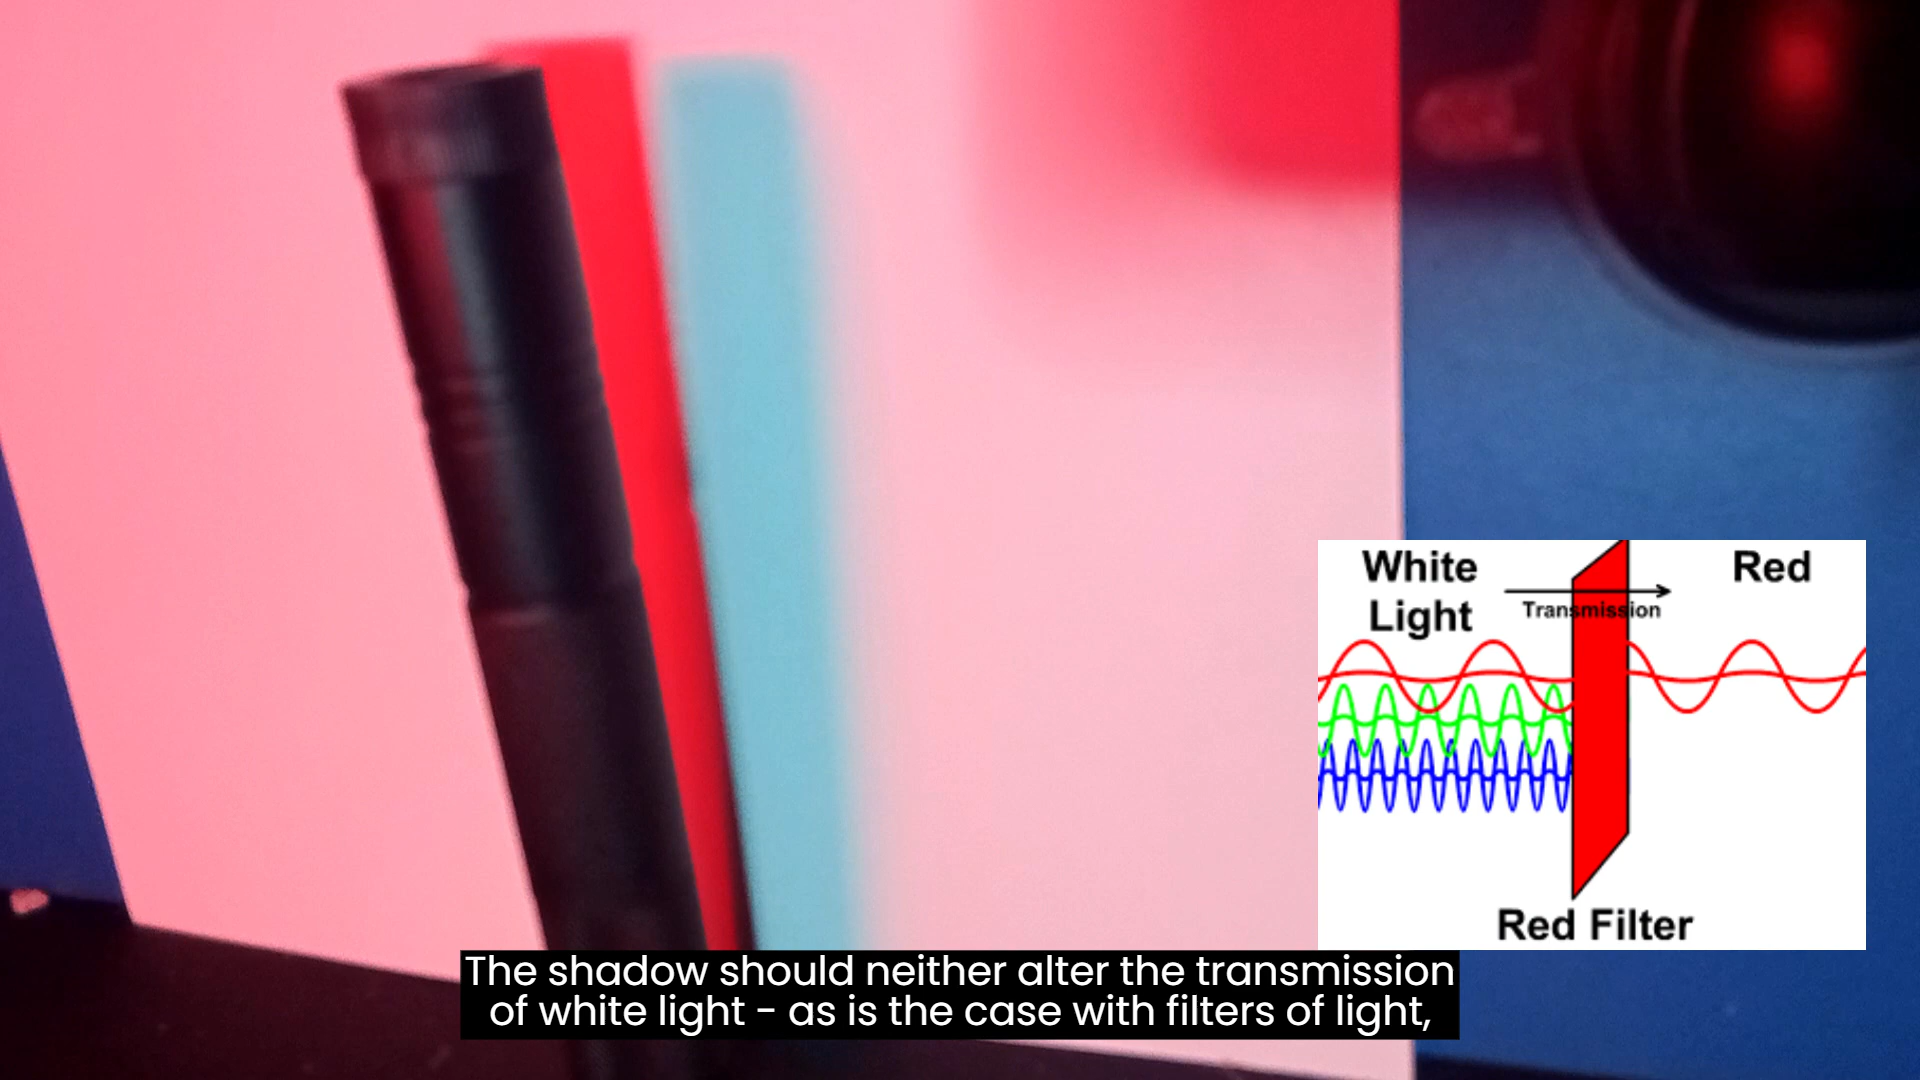 White
Light
Transmission
Red
Red Filter
The shadow should neither alter the transmission
of white light - as is the case with filters of light,